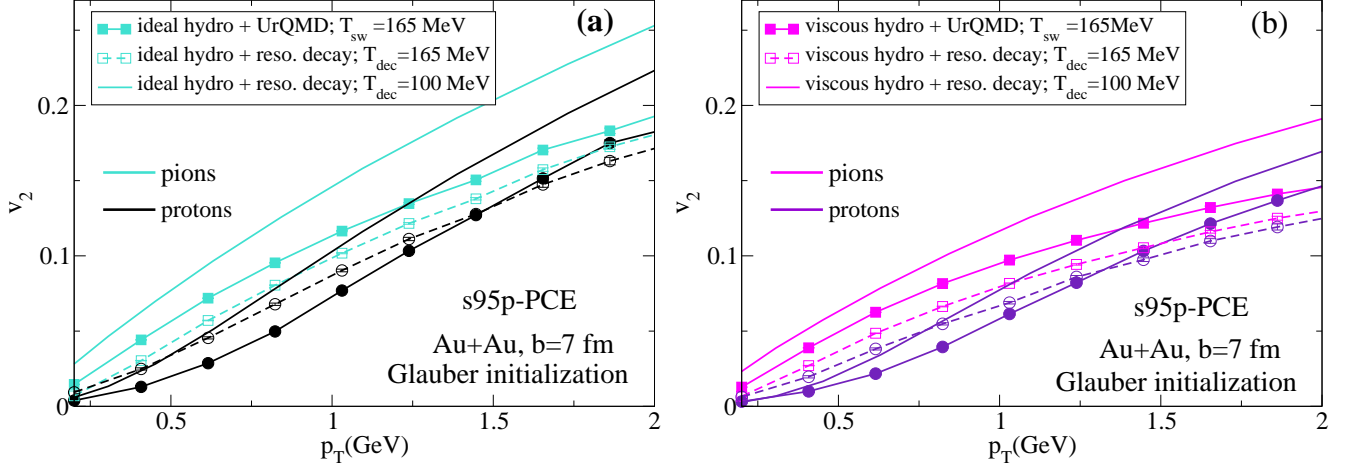 ideal hydro + UrQMD; T_sw =165 MeV
ideal hydro + reso. decay; T_dec=165 MeV
ideal hydro + reso. decay; T_dec=100 MeV
(a)
0.2
pions
protons
v_2
0.1
s95p-PCE
Au+Au, b=7 fm
Glauber initialization
0
0.5
1
1.5
2
p_T(GeV)
viscous hydro + UrQMD; T_sw=165MeV
viscous hydro + reso. decay; T_dec=165 MeV
viscous hydro + reso. decay; T_dec=100 MeV
(b)
0.2
pions
protons
v_2
0.1
s95p-PCE
Au+Au, b=7 fm
Glauber initialization
0
0.5
1
1.5
2
p_T(GeV)